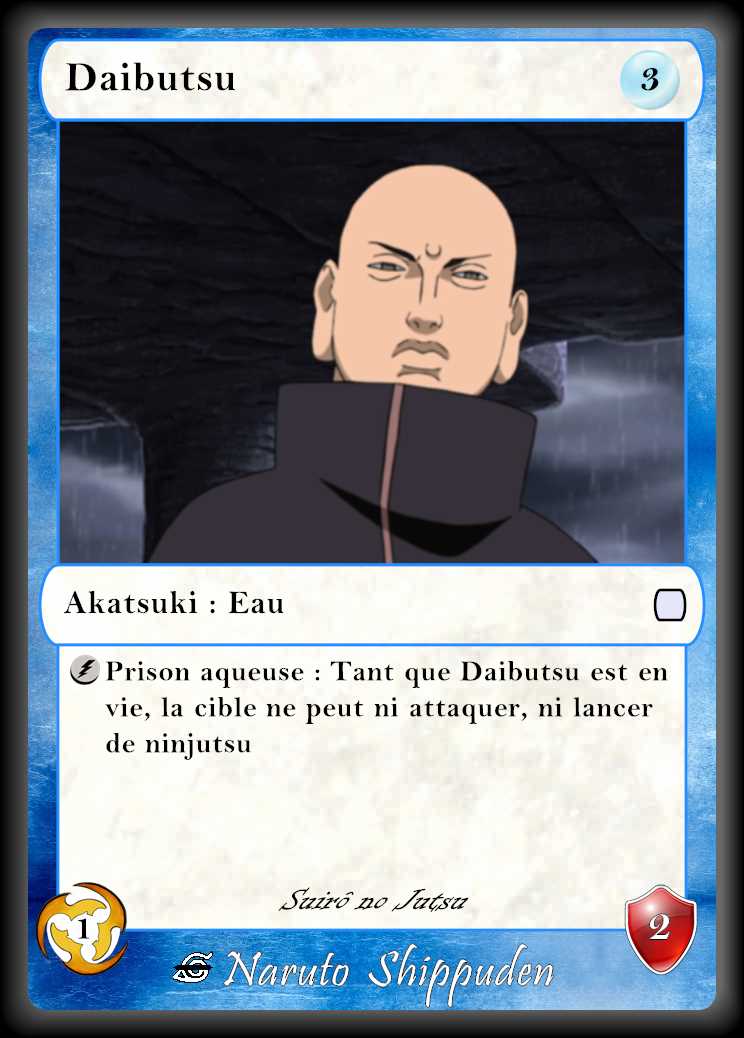 Daibutsu 3
Akatsuki : Eau
Prison aqueuse : Tant que Daibutsu est en
vie, la cible ne peut ni attaquer, ni lancer
de ninjutsu
Suirô no Jutsu
1
2
Naruto Shippuden